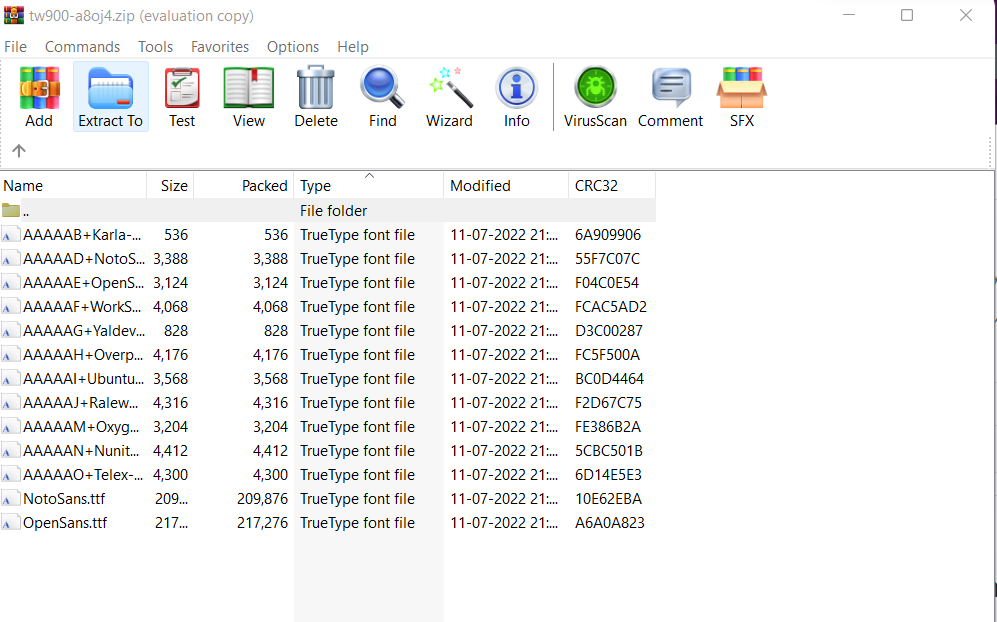 tw900-a8oj4.zip (evaluation copy)
File Commands Tools Favorites Options Help
Add Extract To Test View Delete Find Wizard Info VirusScan Comment SFX
Name Size Packed Type Modified CRC32
.. File folder
AAAAAB+Karla-... 536 536 TrueType font file 11-07-2022 21:... 6A909906
AAAAAD+NotoS... 3,388 3,388 TrueType font file 11-07-2022 21:... 55F7C07C
AAAAAE+OpenS... 3,124 3,124 TrueType font file 11-07-2022 21:... F04C0E54
AAAAAF+WorkS... 4,068 4,068 TrueType font file 11-07-2022 21:... FCAC5AD2
AAAAAG+Yaldev... 828 828 TrueType font file 11-07-2022 21:... D3C00287
AAAAAH+Overp... 4,176 4,176 TrueType font file 11-07-2022 21:... FC5F500A
AAAAAI+Ubuntu... 3,568 3,568 TrueType font file 11-07-2022 21:... BC0D4464
AAAAAJ+Ralew... 4,316 4,316 TrueType font file 11-07-2022 21:... F2D67C75
AAAAAM+Oxyg... 3,204 3,204 TrueType font file 11-07-2022 21:... FE386B2A
AAAAAN+Nunit... 4,412 4,412 TrueType font file 11-07-2022 21:... 5CBC501B
AAAAAO+Telex-... 4,300 4,300 TrueType font file 11-07-2022 21:... 6D14E5E3
NotoSans.ttf 209... 209,876 TrueType font file 11-07-2022 21:... 10E62EBA
OpenSans.ttf 217... 217,276 TrueType font file 11-07-2022 21:... A6A0A823